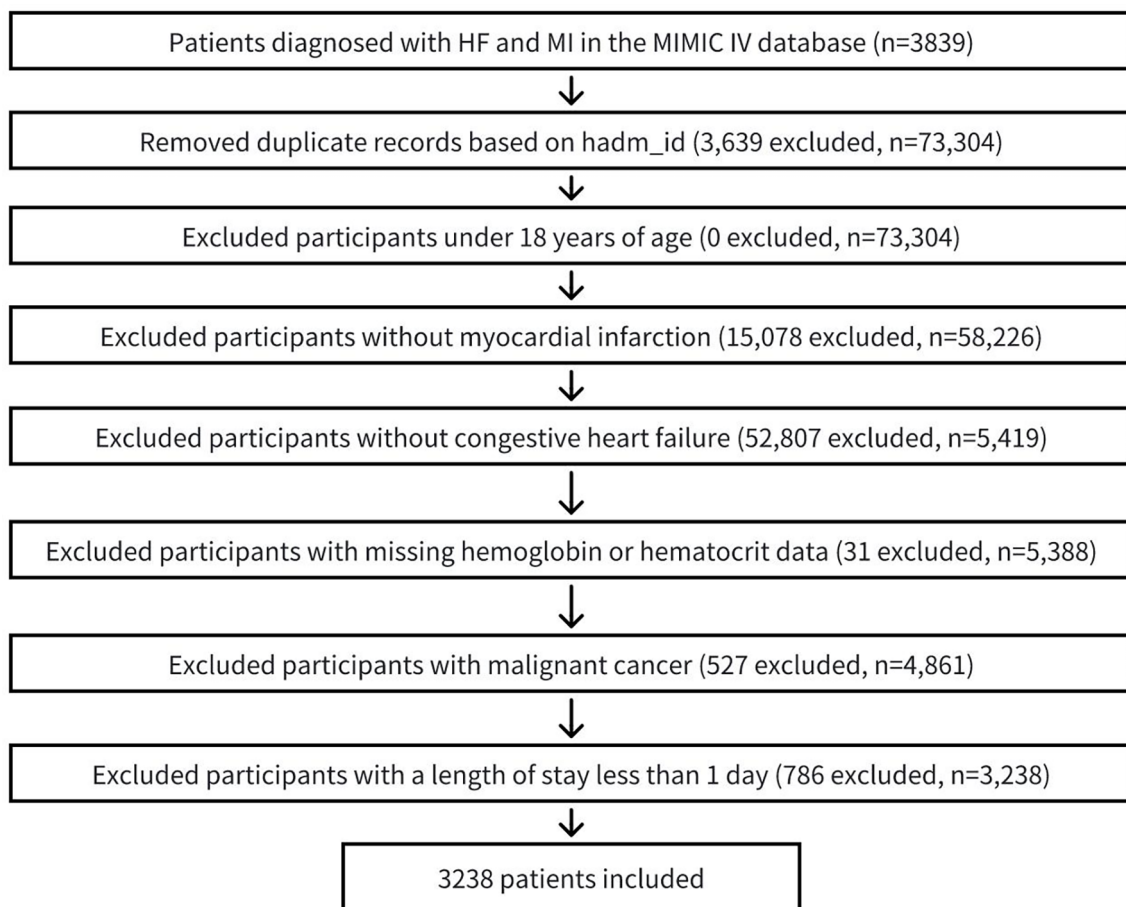 Patients diagnosed with HF and MI in the MIMIC IV database (n=3839)
Removed duplicate records based on hadm_id (3,639 excluded, n=73,304)
Excluded participants under 18 years of age (0 excluded, n=73,304)
Excluded participants without myocardial infarction (15,078 excluded, n=58,226)
Excluded participants without congestive heart failure (52,807 excluded, n=5,419)
Excluded participants with missing hemoglobin or hematocrit data (31 excluded, n=5,388)
Excluded participants with malignant cancer (527 excluded, n=4,861)
Excluded participants with a length of stay less than 1 day (786 excluded, n=3,238)
3238 patients included